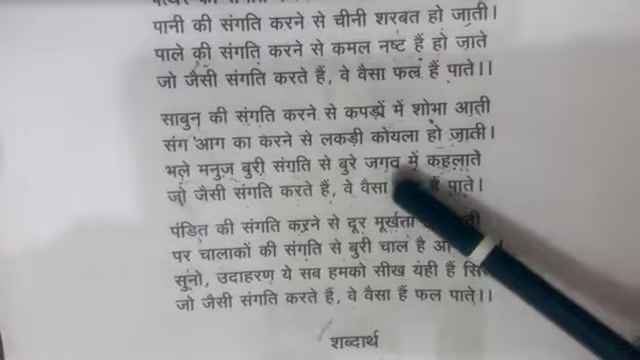 की संगति
पानी की संगति करने से चीनी शरबत हो जाती।
पाले की संगति करने से कमल नष्ट हैं हो जाते
जो जैसी संगति करते हैं, वे वैसा फल हैं पाते।।
साबुन की संगति करने से कपड़ों में शोभा आती
संग आग का करने से लकड़ी कोयला हो जाती।
भले मनुज बुरी संगति से बुरे जगत में कहलाते
जो जैसी संगति करते हैं, वे वैसा हैं पाते।
पंडित की संगति करने से दूर मूर्खता
पर चालाकों की संगति से बुरी चाल है
सुनो, उदाहरण ये सब हमको सीख यही हैं
जो जैसी संगति करते हैं, वे वैसा हैं फल पाते।।
शब्दार्थ